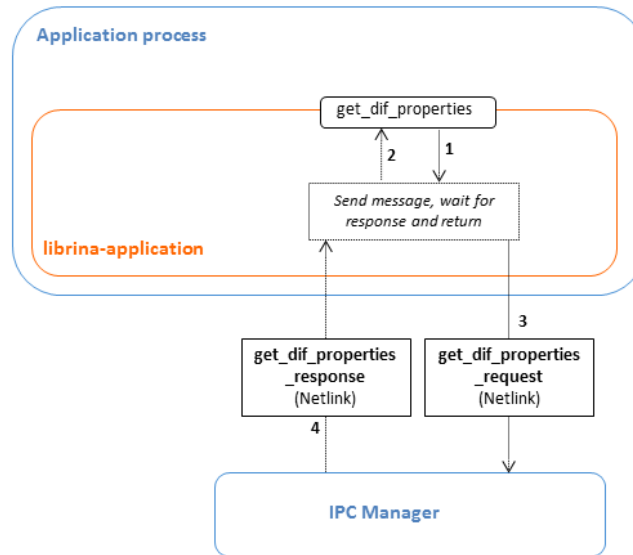 Application process
get_dif_properties
2
1
Send message, wait for
response and return
librina-application
3
get_dif_properties
_response
(Netlink)
get_dif_properties
_request
(Netlink)
4
IPC Manager